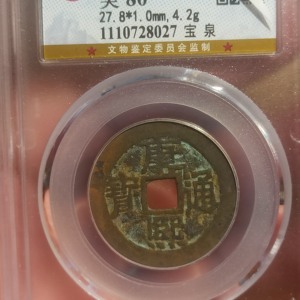 美 80
27.8*1.0mm,4.2g
1110728027 宝 泉
★ 文物鉴定委员会监制 ★
康熙通寶